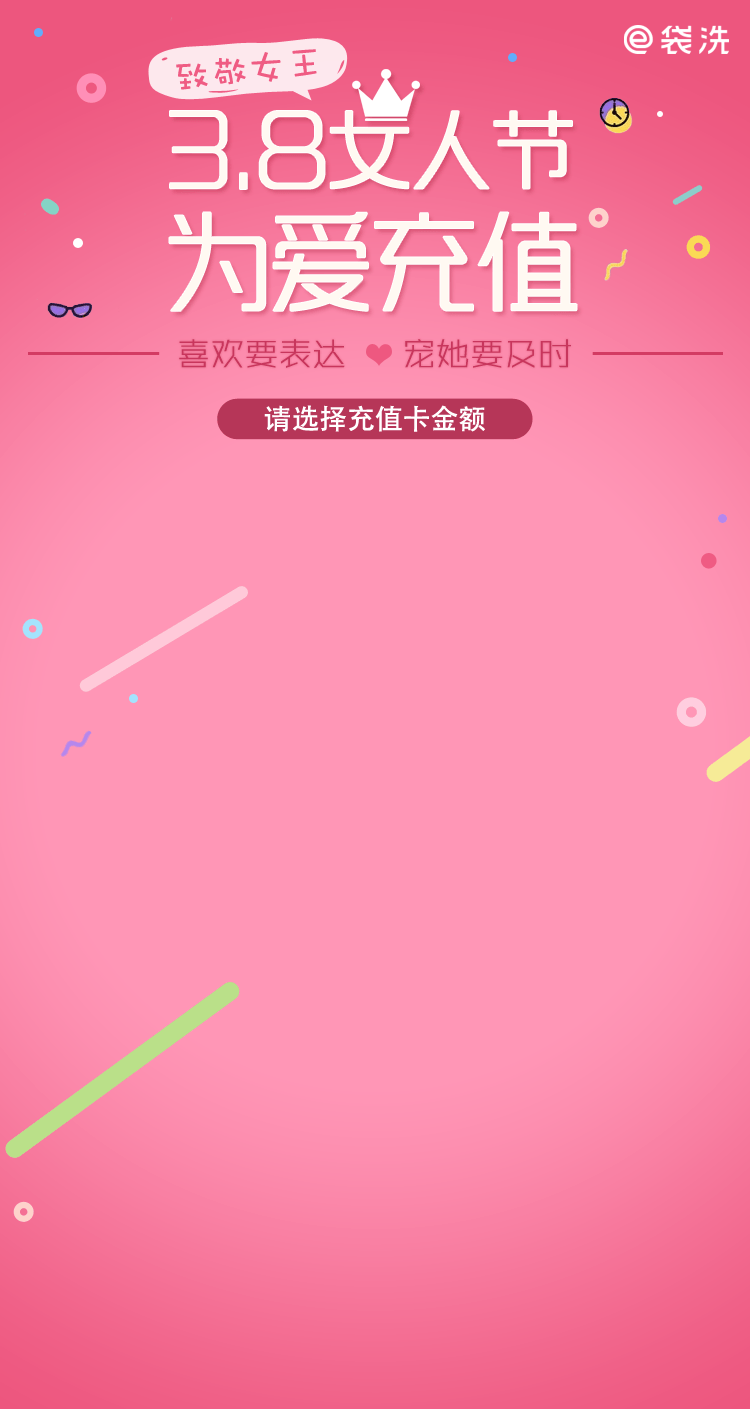 e袋洗
致敬女王
3.8女人节
为爱充值
喜欢要表达 ❤ 宠她要及时
请选择充值卡金额